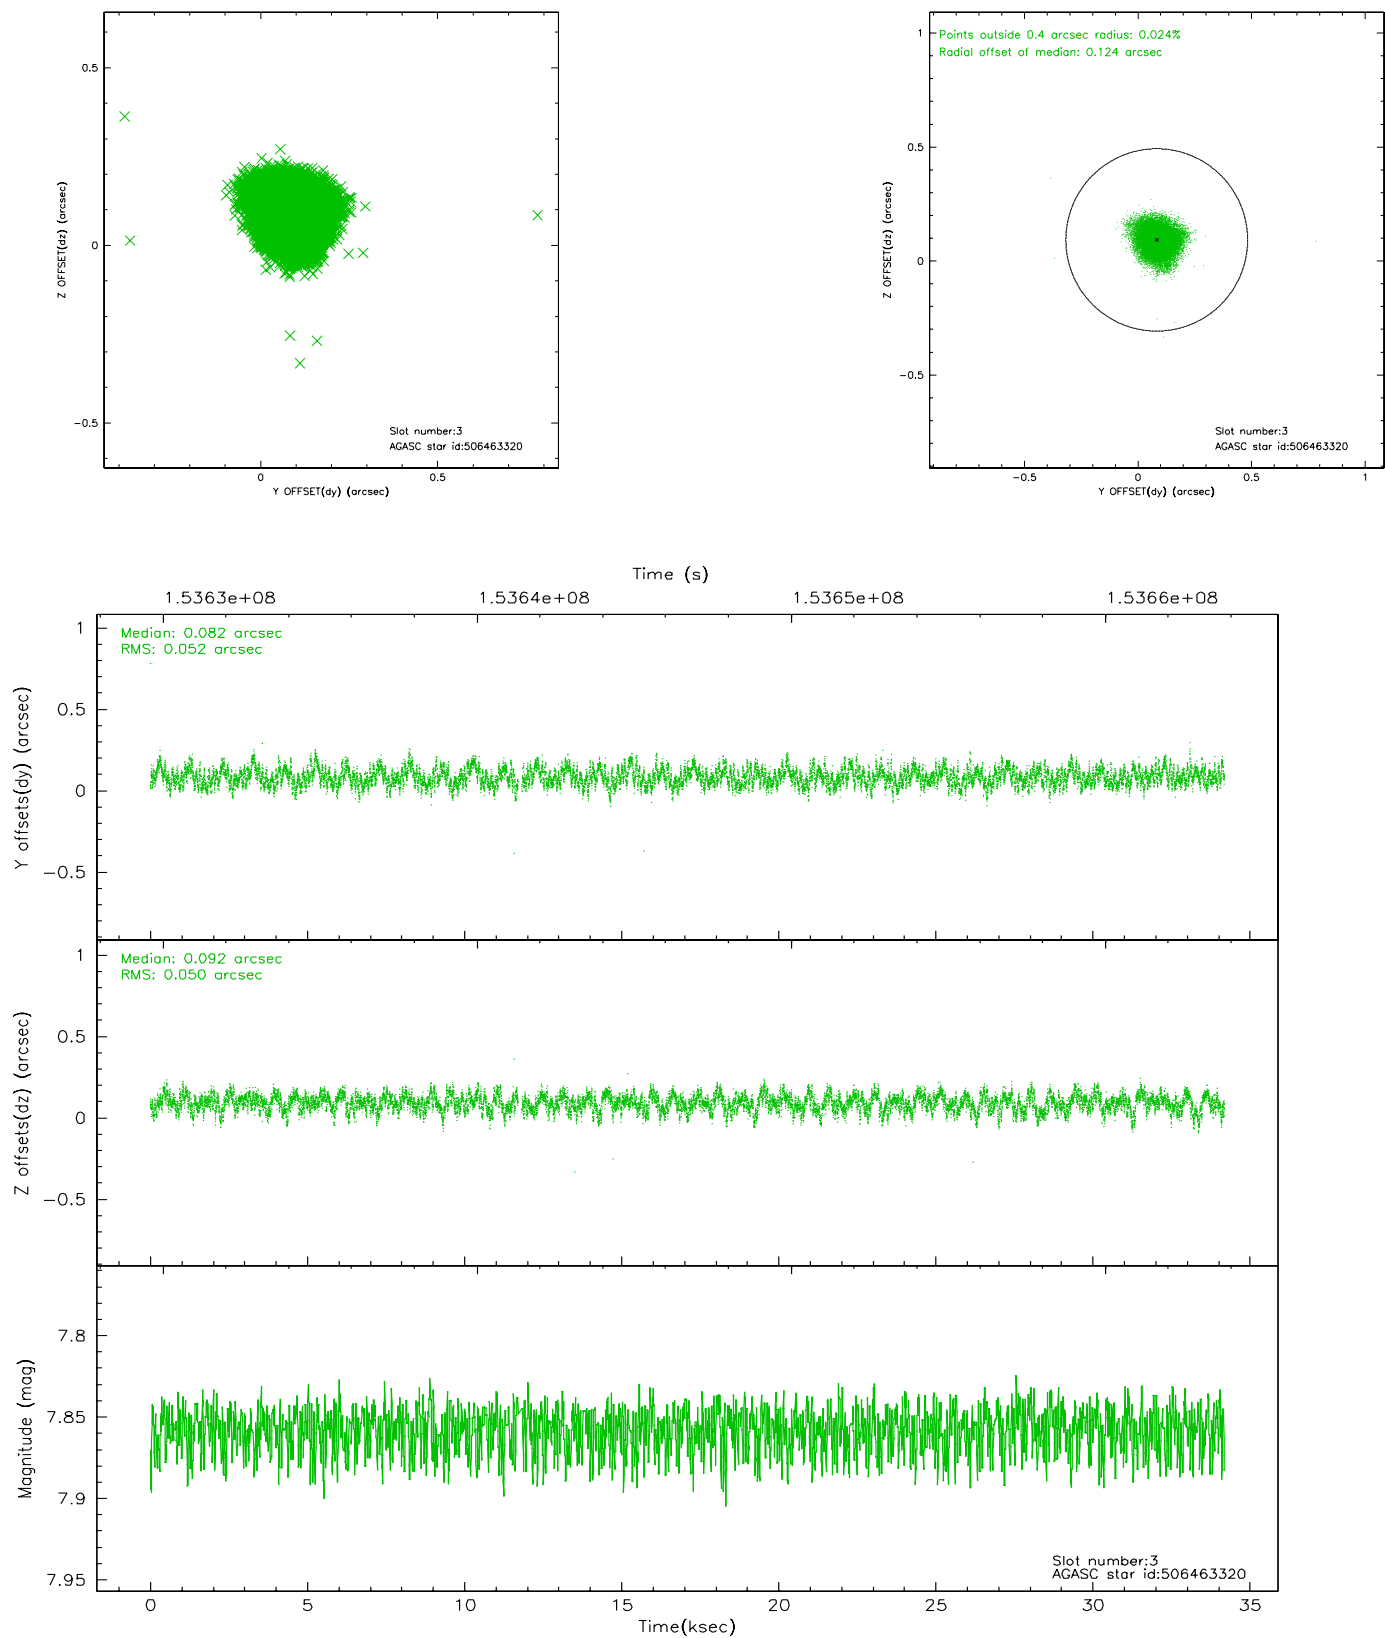 0.5
0
−0.5
Z OFFSET(dz) (arcsec)
Slot number:3
AGASC star id:506463320
0
0.5
Y OFFSET(dy) (arcsec)
Points outside 0.4 arcsec radius: 0.024%
Radial offset of median: 0.124 arcsec
1
0.5
0
−0.5
Z OFFSET(dz) (arcsec)
Slot number:3
AGASC star id:506463320
−0.5
0
0.5
1
Y OFFSET(dy) (arcsec)
Time (s)
1.5363e+08
1.5364e+08
1.5365e+08
1.5366e+08
Median: 0.082 arcsec
RMS: 0.052 arcsec
1
0.5
0
−0.5
Y offsets(dy) (arcsec)
Median: 0.092 arcsec
RMS: 0.050 arcsec
1
0.5
0
−0.5
Z offsets(dz) (arcsec)
7.8
7.85
7.9
7.95
Magnitude (mag)
Slot number:3
AGASC star id:506463320
0
5
10
15
20
25
30
35
Time(ksec)